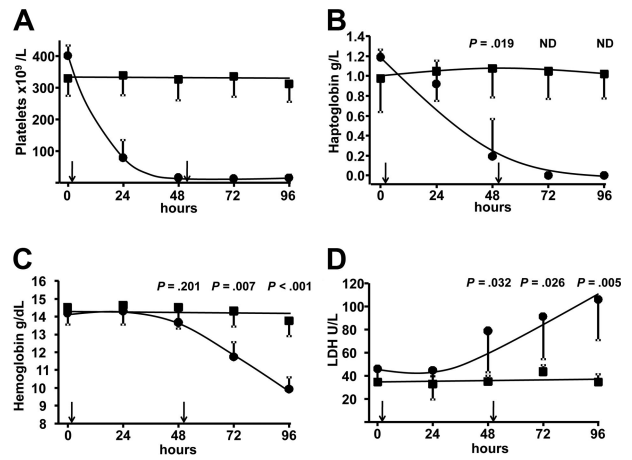 A
Platelets x10⁹ /L
400
300
200
100
0 24 48 72 96
hours
B
Haptoglobin g/L
P = .019 ND ND
1.4
1.2
1.0
0.8
0.6
0.4
0.2
0.0
0 24 48 72 96
hours
C
Hemoglobin g/dL
P = .201 P = .007 P < .001
16
15
14
13
12
11
10
9
8
0 24 48 72 96
hours
D
LDH U/L
P = .032 P = .026 P = .005
120
100
80
60
40
20
0 24 48 72 96
hours